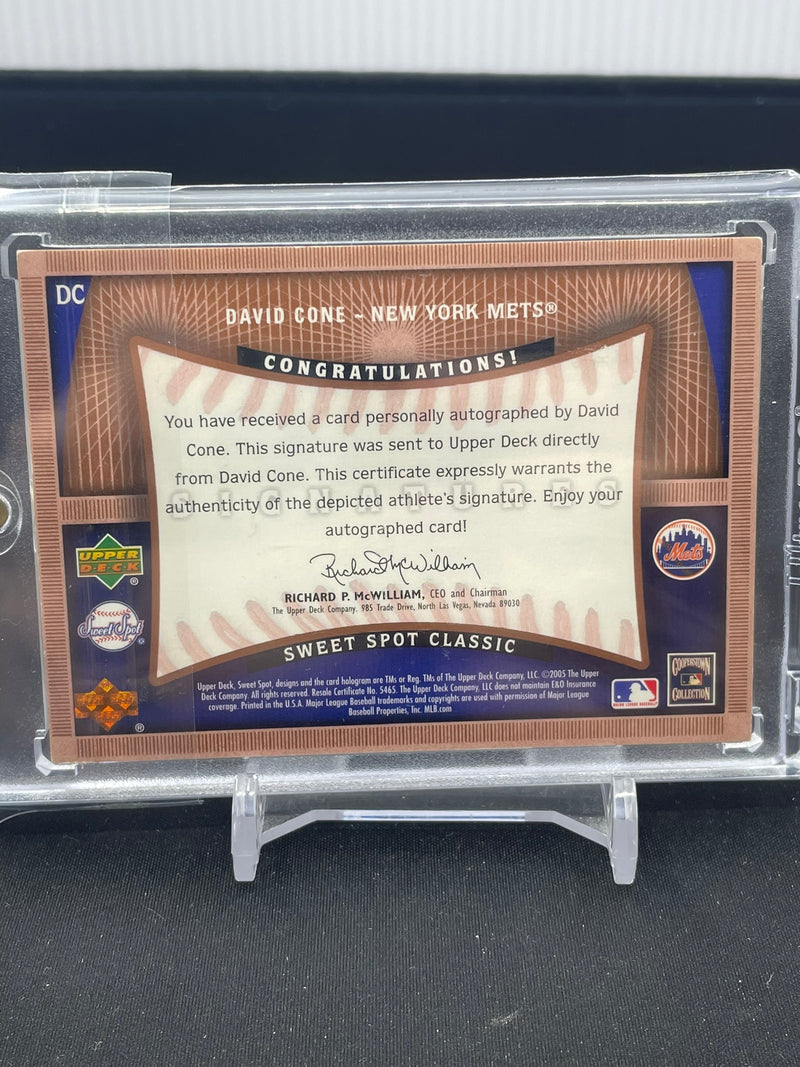 DC
DAVID CONE ~ NEW YORK METS®
CONGRATULATIONS!
You have received a card personally autographed by David
Cone. This signature was sent to Upper Deck directly
from David Cone. This certificate expressly warrants the
authenticity of the depicted athlete's signature. Enjoy your
autographed card!
SIGNATURES
Richard P. McWilliam
RICHARD P. McWILLIAM, CEO and Chairman
The Upper Deck Company. 985 Trade Drive, North Las Vegas, Nevada 89030
SWEET SPOT CLASSIC
UPPER
DECK
®
Sweet Spot
®
®
Mets
Upper Deck, Sweet Spot, designs and the card hologram are TMs or Reg. TMs of The Upper Deck Company, LLC. ©2005 The Upper
Deck Company. All rights reserved. Resale Certificate No. 5465. The Upper Deck Company, LLC does not maintain E&O Insurance
coverage. Printed in the U.S.A. Major League Baseball trademarks and copyrights are used with permission of Major League
Baseball Properties, Inc. MLB.com
MAJOR LEAGUE BASEBALL
COOPERSTOWN
COLLECTION